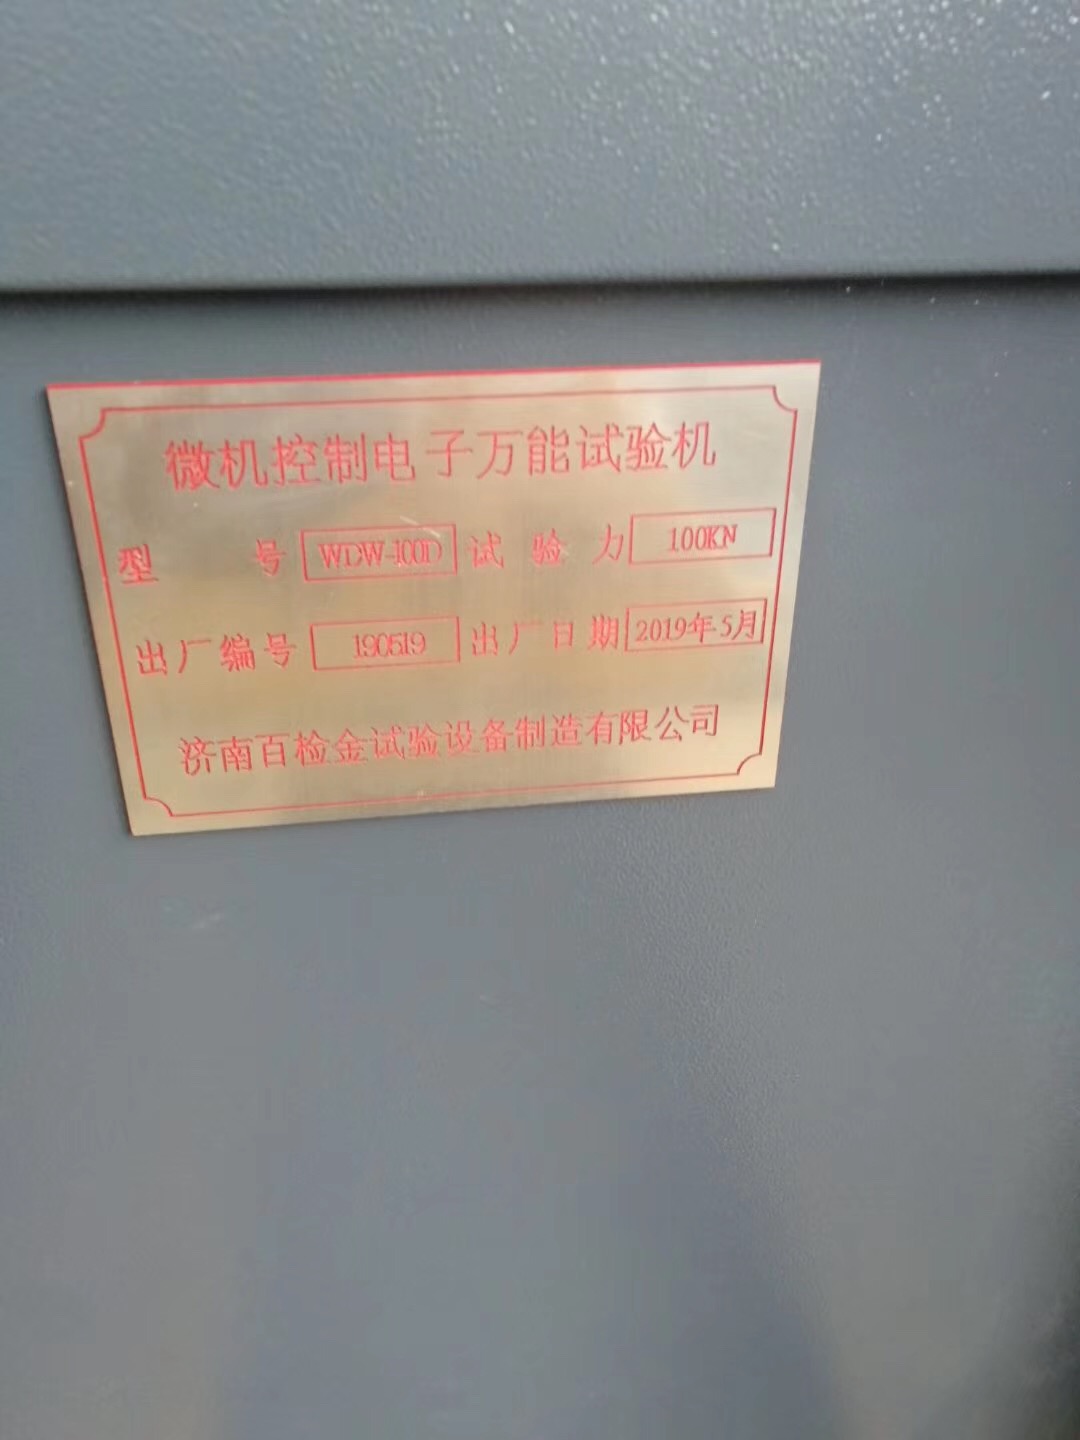 微机控制电子万能试验机
型 号 WDW-100D 试验力 100KN
出厂编号 190519 出厂日期 2019年5月
济南百检金试验设备制造有限公司